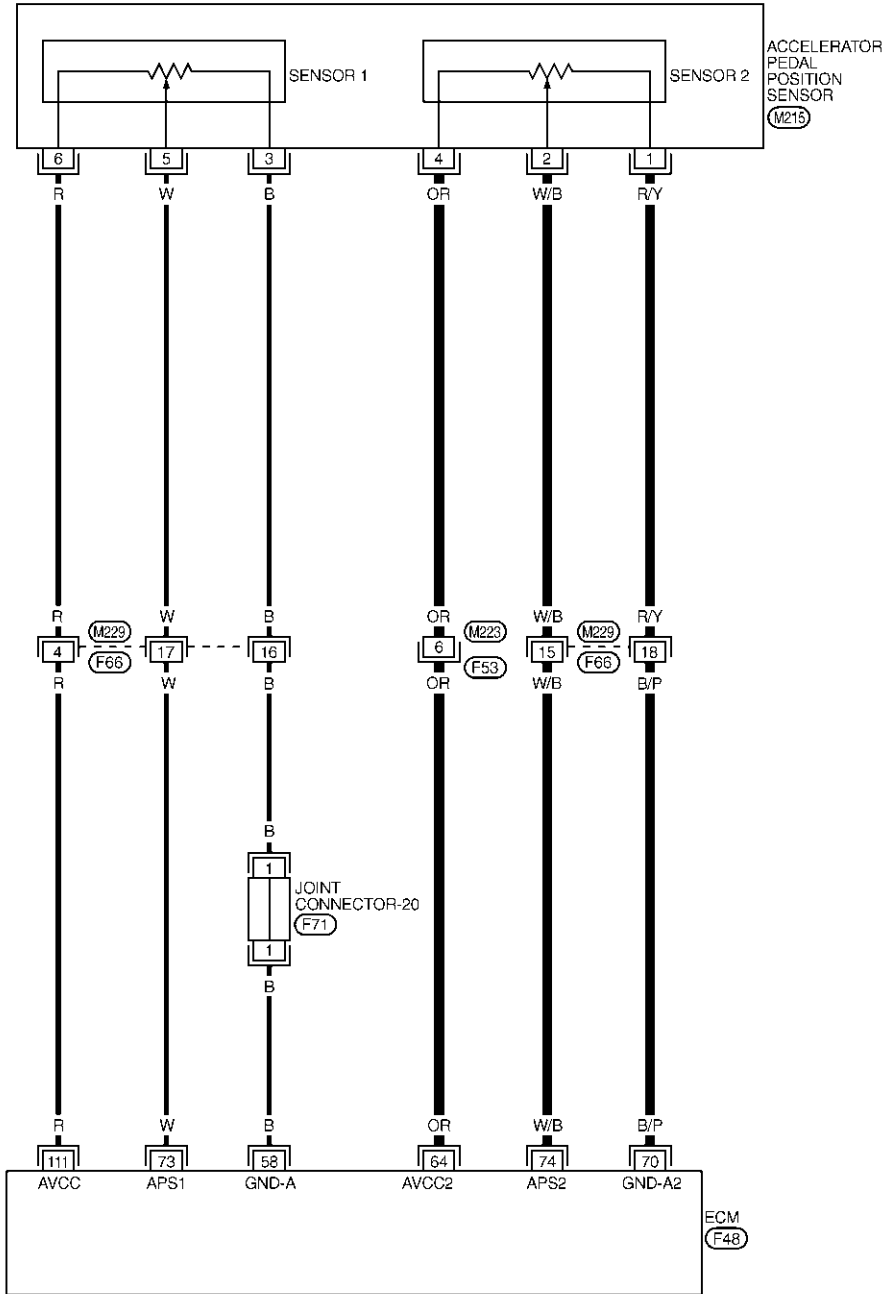 SENSOR 1
SENSOR 2
ACCELERATOR
PEDAL
POSITION
SENSOR
M215
6 5 3 4 2 1
R W B OR W/B R/Y
R W B OR W/B R/Y
M229 M223 M229
4 17 16 6 15 18
F66 F53 F66
R W B OR W/B B/P
B
1
JOINT
CONNECTOR-20
F71
1
B
R W B OR W/B B/P
111 73 58 64 74 70
AVCC APS1 GND-A AVCC2 APS2 GND-A2
ECM
F48